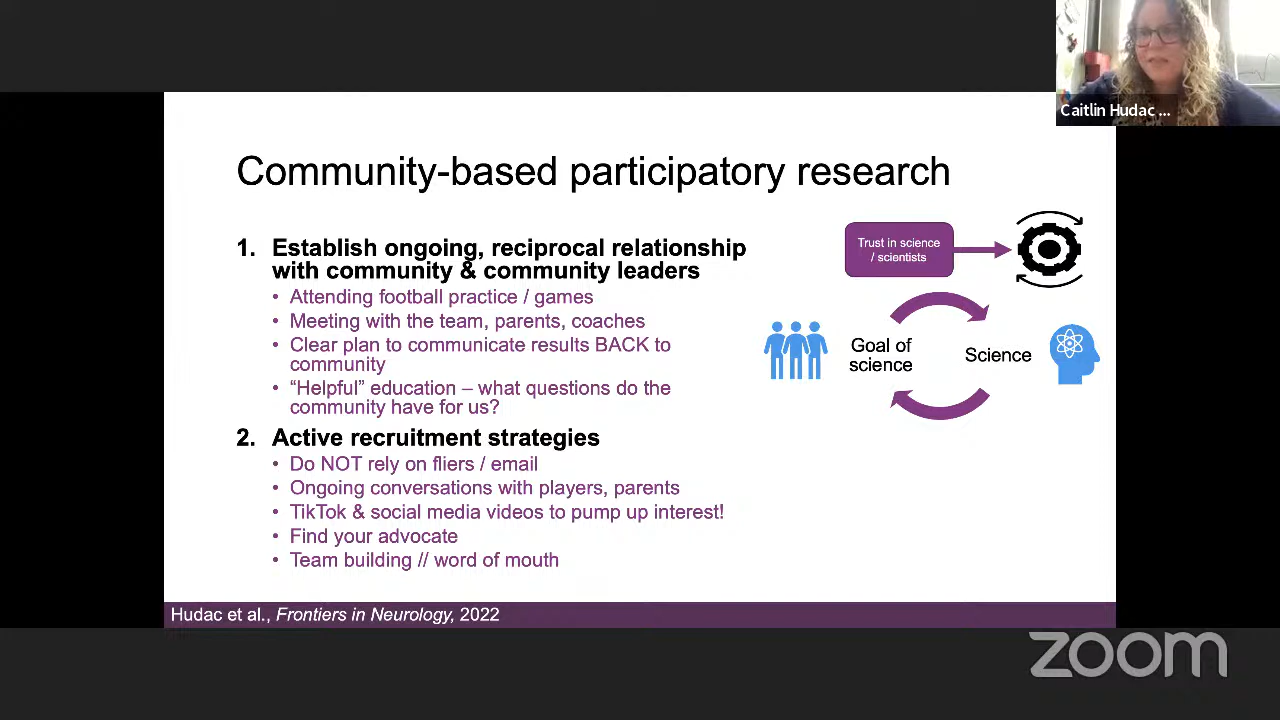 Caitlin Hudac ...
Community-based participatory research
1. Establish ongoing, reciprocal relationship
with community & community leaders
• Attending football practice / games
• Meeting with the team, parents, coaches
• Clear plan to communicate results BACK to
community
• “Helpful” education – what questions do the
community have for us?
2. Active recruitment strategies
• Do NOT rely on fliers / email
• Ongoing conversations with players, parents
• TikTok & social media videos to pump up interest!
• Find your advocate
• Team building // word of mouth
Trust in science
/ scientists
Goal of
science
Science
Hudac et al., Frontiers in Neurology, 2022
zoom